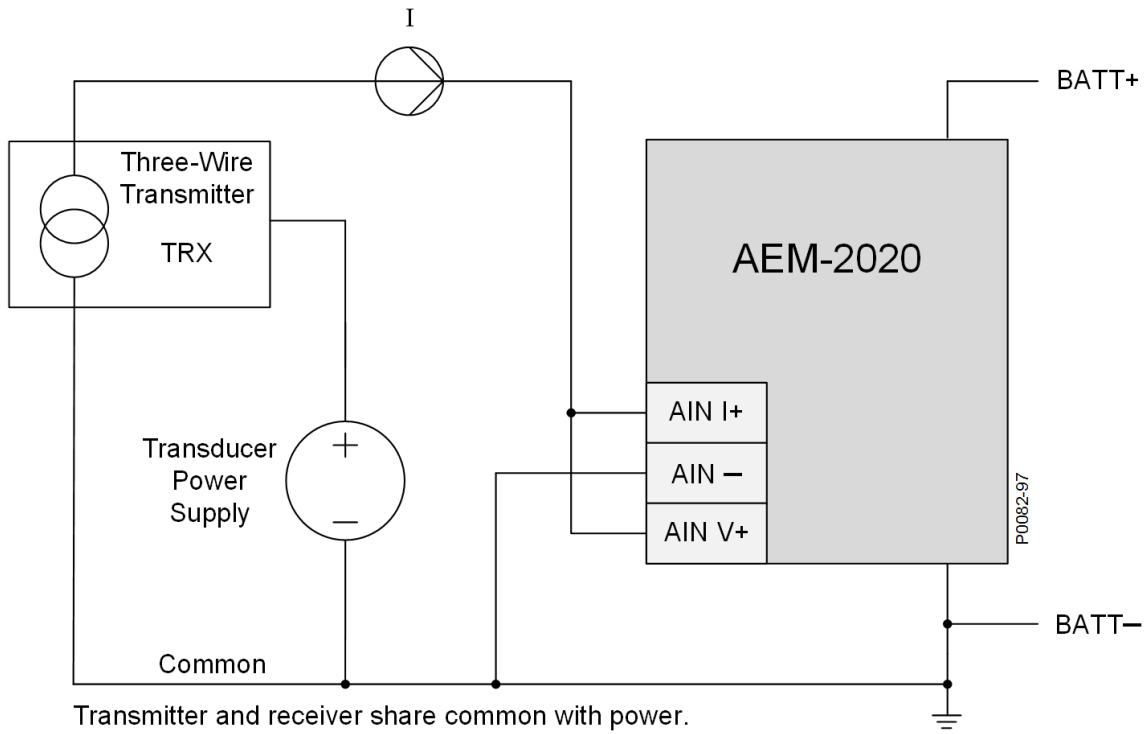 I
BATT+
Three-Wire
Transmitter
TRX
AEM-2020
AIN I+
Transducer
Power
Supply
+
−
AIN −
AIN V+
P0082-97
BATT−
Common
Transmitter and receiver share common with power.